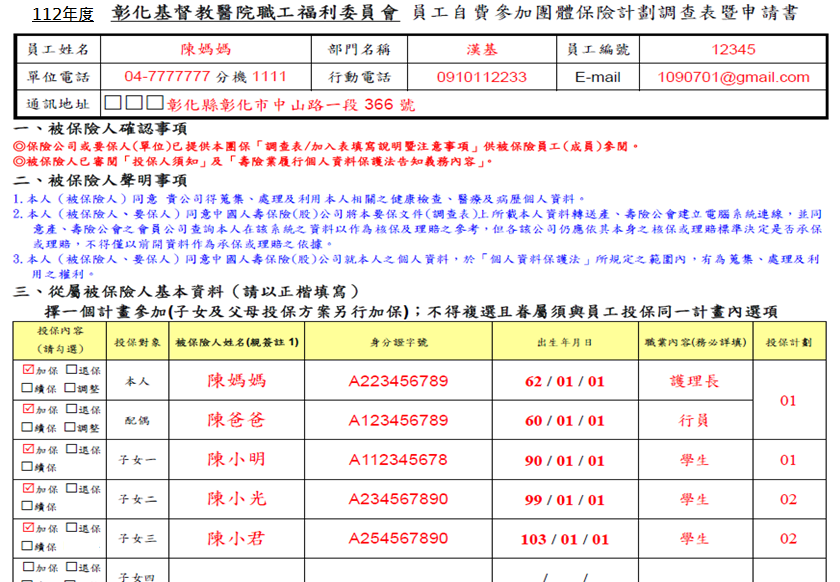 112年度 彰化基督教醫院職工福利委員會 員工自費參加團體保險計劃調查表暨申請書
員工姓名 陳媽媽 部門名稱 漢基 員工編號 12345
單位電話 04-7777777 分機 1111 行動電話 0910112233 E-mail 1090701@gmail.com
通訊地址 □□□彰化縣彰化市中山路一段 366 號
一、被保險人確認事項
◎保險公司或要保人(單位)已提供本團保「調查表/加入表填寫說明暨注意事項」供被保險員工(成員)參閱。
◎被保險人已審閱「投保人須知」及「壽險業履行個人資料保護法告知義務內容」。
二、被保險人聲明事項
1.本人（被保險人）同意 貴公司得蒐集、處理及利用本人相關之健康檢查、醫療及病歷個人資料。
2.本人（被保險人、要保人）同意中國人壽保險(股)公司將本要保文件(調查表)上所載本人資料轉送產、壽險公會建立電腦系統連線，並同
意產、壽險公會之會員公司查詢本人在該系統之資料以作為核保及理賠之參考，但各該公司仍應依其本身之核保或理賠標準決定是否承保
或理賠，不得僅以前開資料作為承保或理賠之依據。
3.本人（被保險人、要保人）同意中國人壽保險(股)公司就本人之個人資料，於「個人資料保護法」所規定之範圍內，有為蒐集、處理及利
用之權利。
三、從屬被保險人基本資料（請以正楷填寫）
擇一個計畫參加(子女及父母投保方案另行加保)；不得複選且眷屬須與員工投保同一計畫內選項
投保內容
（請勾選） 投保對象 被保險人姓名(親簽註 1) 身分證字號 出生年月日 職業內容(務必詳填) 投保計劃
☑加保 □退保
□續保 □調整 本人 陳媽媽 A223456789 62 / 01 / 01 護理長 01
☑加保 □退保
□續保 □調整 配偶 陳爸爸 A123456789 60 / 01 / 01 行員
☑加保 □退保
□續保 子女一 陳小明 A112345678 90 / 01 / 01 學生 01
☑加保 □退保
□續保 子女二 陳小光 A234567890 99 / 01 / 01 學生 02
☑加保 □退保
□續保 子女三 陳小君 A254567890 103 / 01 / 01 學生 02
□加保 □退保
子女四 / /